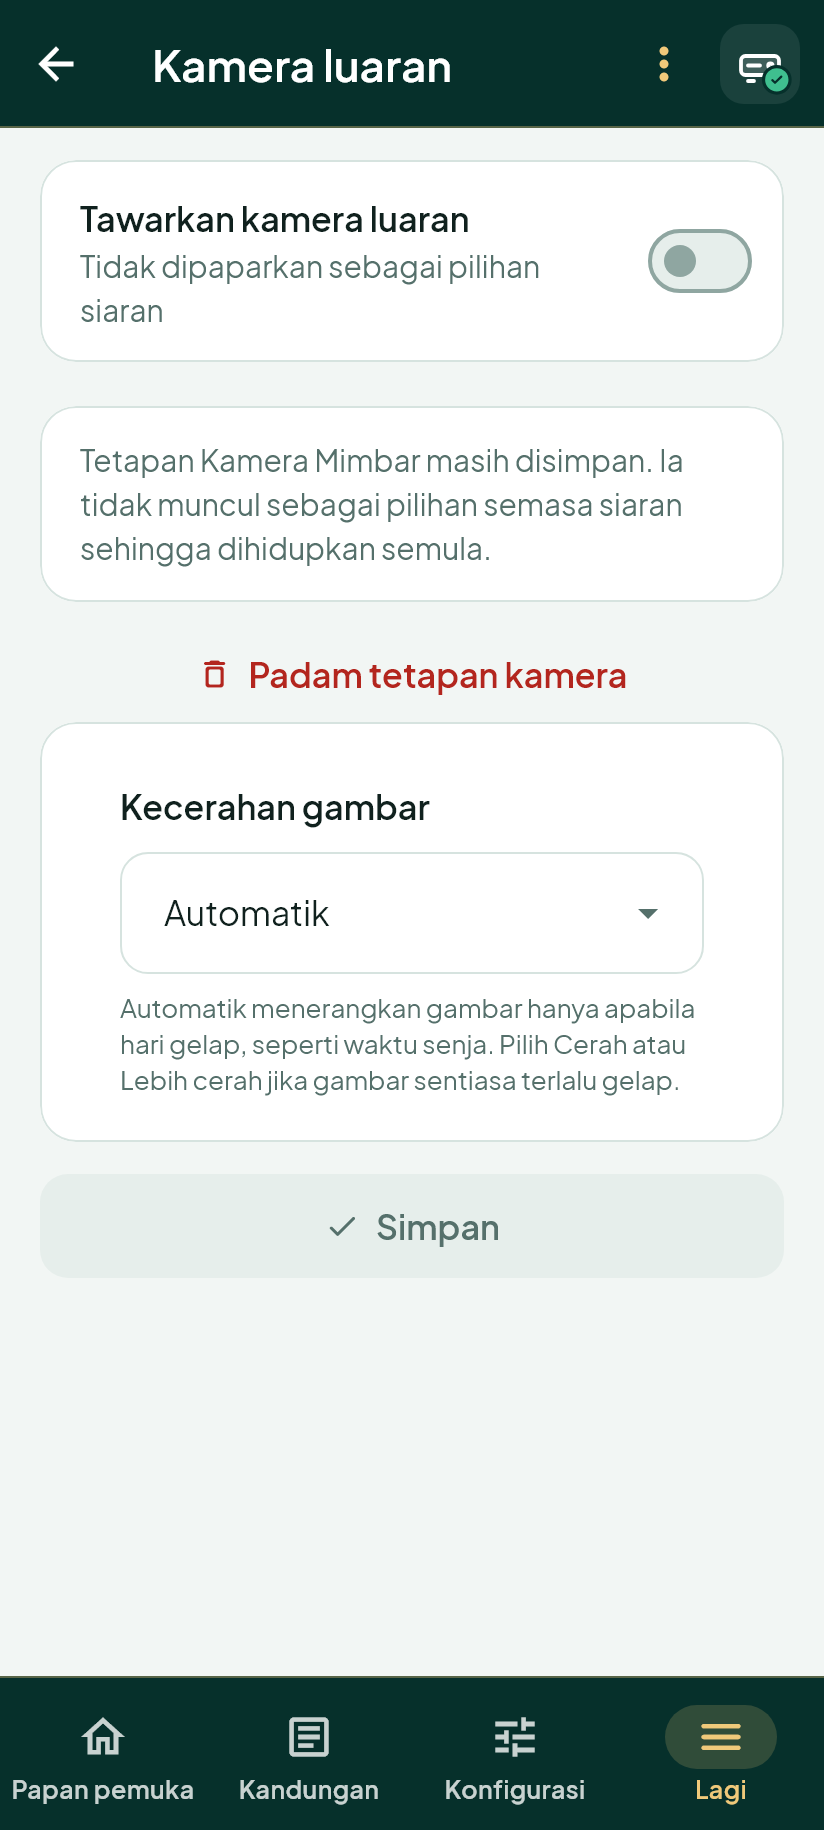 Kamera luaran
Tawarkan kamera luaran
Tidak dipaparkan sebagai pilihan
siaran
Tetapan Kamera Mimbar masih disimpan. Ia
tidak muncul sebagai pilihan semasa siaran
sehingga dihidupkan semula.
Padam tetapan kamera
Kecerahan gambar
Automatik
Automatik menerangkan gambar hanya apabila
hari gelap, seperti waktu senja. Pilih Cerah atau
Lebih cerah jika gambar sentiasa terlalu gelap.
Simpan
Papan pemuka
Kandungan
Konfigurasi
Lagi